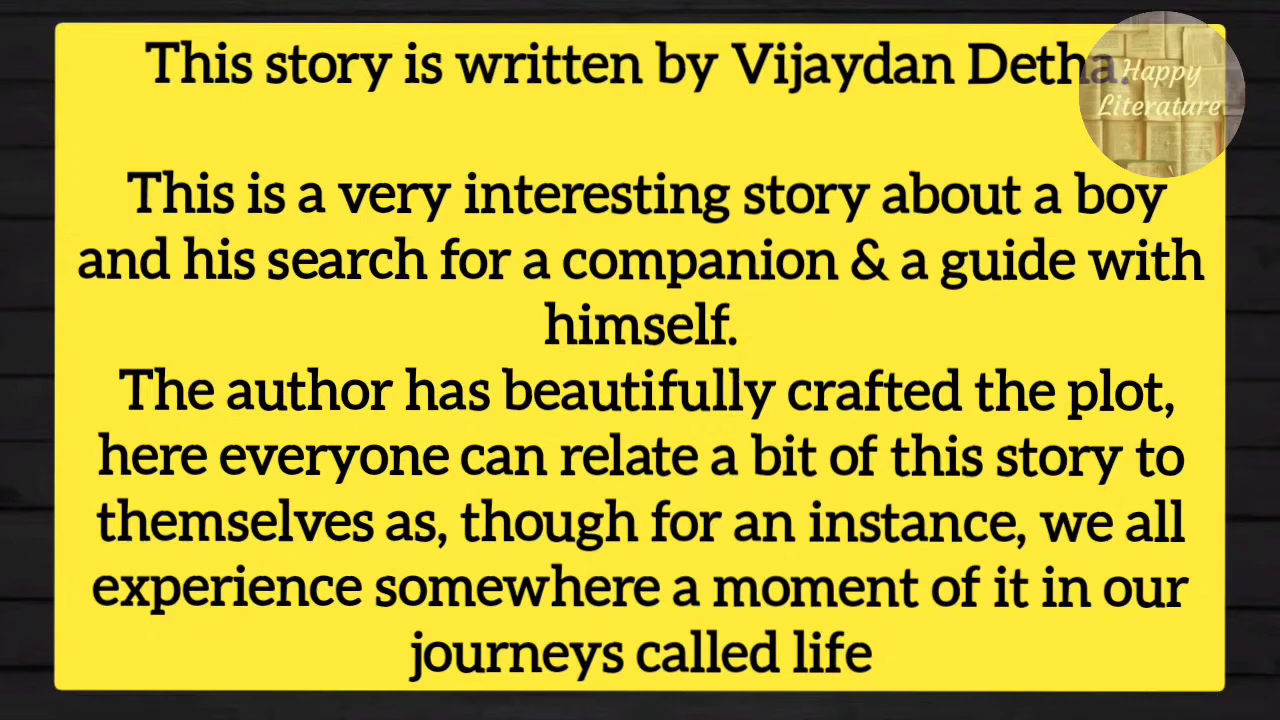 This story is written by Vijaydan Detha.
Happy
Literature
This is a very interesting story about a boy
and his search for a companion & a guide with
himself.
The author has beautifully crafted the plot,
here everyone can relate a bit of this story to
themselves as, though for an instance, we all
experience somewhere a moment of it in our
journeys called life